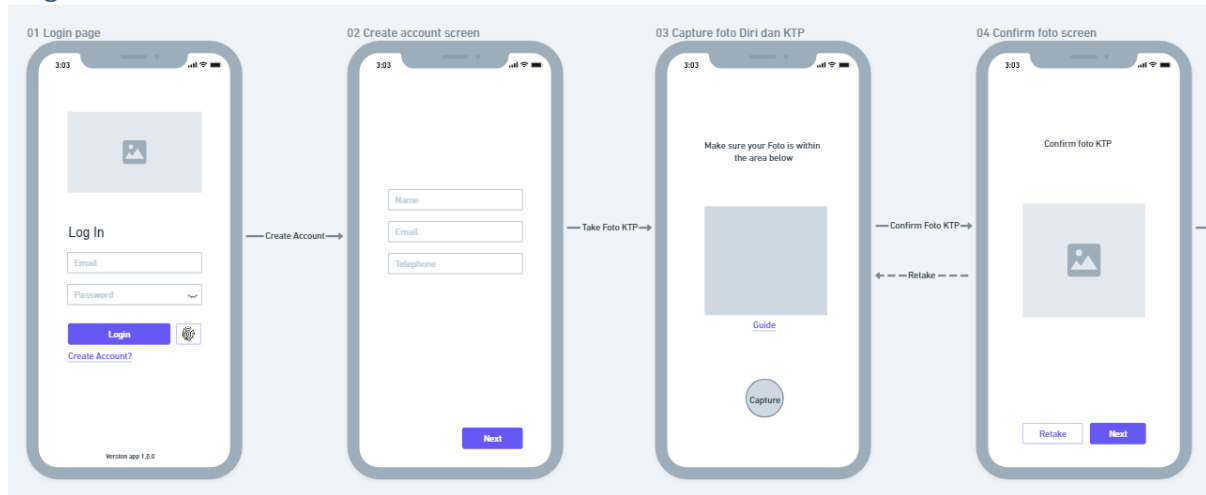 01 Login page
3:03
Log In
Email
Password
Login
Create Account?
Version app 1.0.0
Create Account
02 Create account screen
3:03
Name
Email
Telephone
Next
Take Foto KTP
03 Capture foto Diri dan KTP
3:03
Make sure your Foto is within
the area below
Guide
Capture
Confirm Foto KTP
Retake
04 Confirm foto screen
3:03
Confirm foto KTP
Retake
Next